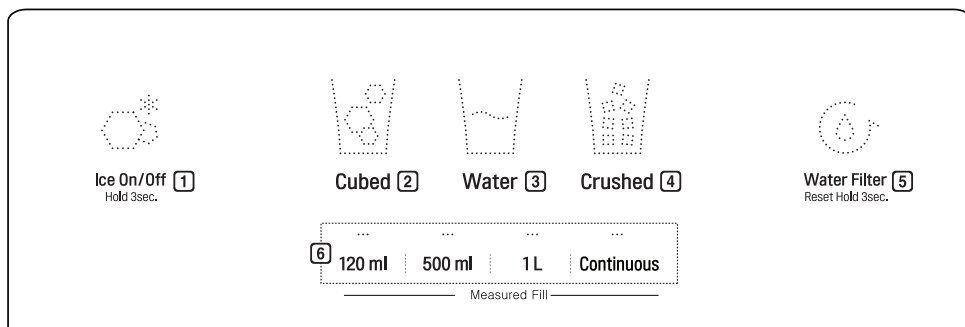 Ice On/Off 1
Hold 3sec.
Cubed 2
Water 3
Crushed 4
Water Filter 5
Reset Hold 3sec.
6
120 ml
500 ml
1 L
Continuous
Measured Fill